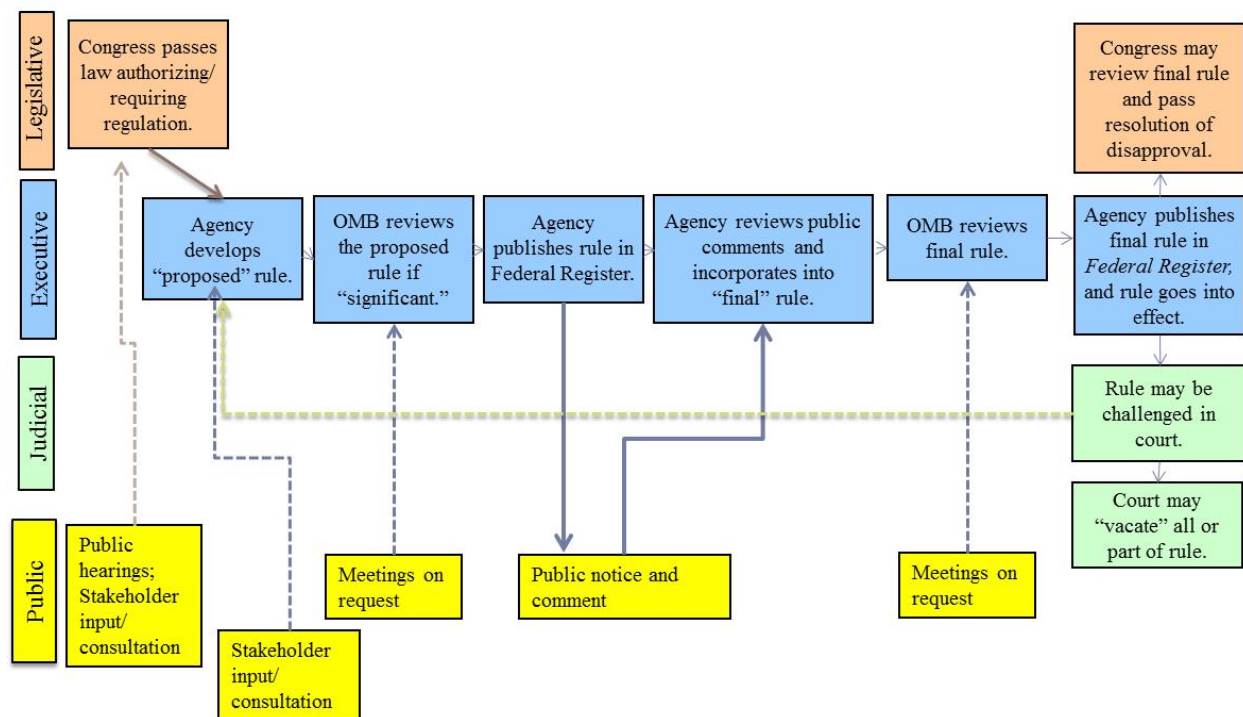 Legislative
Congress passes
law authorizing/
requiring
regulation.
Congress may
review final rule
and pass
resolution of
disapproval.
Executive
Agency
develops
“proposed” rule.
OMB reviews
the proposed
rule if
“significant.”
Agency
publishes rule in
Federal Register.
Agency reviews public
comments and
incorporates into
“final” rule.
OMB reviews
final rule.
Agency publishes
final rule in
Federal Register,
and rule goes into
effect.
Judicial
Rule may be
challenged in
court.
Court may
“vacate” all or
part of rule.
Public
Public
hearings;
Stakeholder
input/
consultation
Stakeholder
input/
consultation
Meetings on
request
Public notice and
comment
Meetings on
request